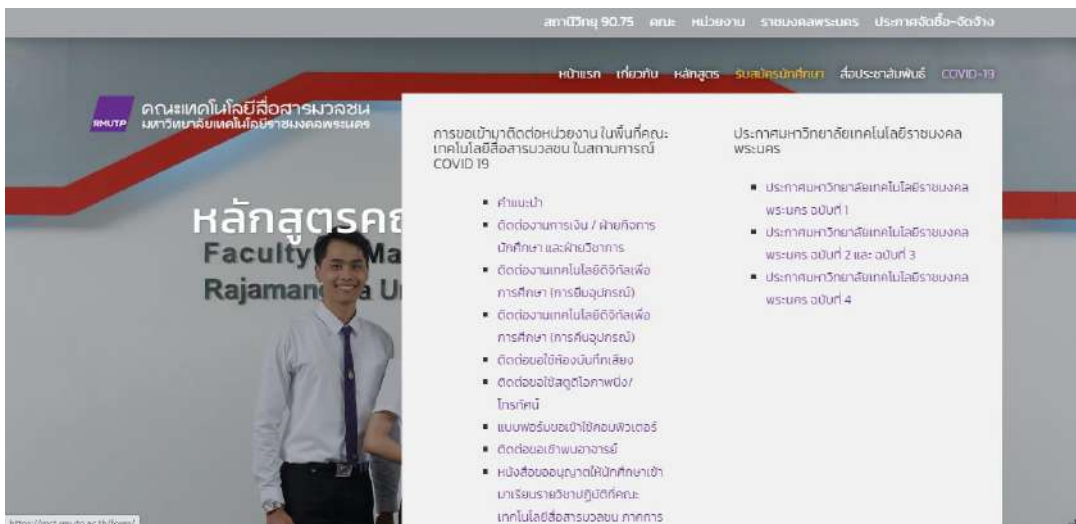 สถานีวิทยุ 90.75 คณะ หน่วยงาน ราชมงคลพระนคร ประกาศจัดซื้อ-จัดจ้าง
หน้าแรก เกี่ยวกับ หลักสูตร รับสมัครนักศึกษา สื่อประชาสัมพันธ์ COVID-19
RMUTP
คณะเทคโนโลยีสื่อสารมวลชน
มหาวิทยาลัยเทคโนโลยีราชมงคลพระนคร
หลักสูตรคณ
Faculty Ma
Rajaman a U
การขอเข้ามาติดต่อหน่วยงาน ในพื้นที่คณะ
เทคโนโลยีสื่อสารมวลชน ในสถานการณ์
COVID 19
คำแนะนำ
ติดต่องานการเงิน / ฝ่ายกิจการ
นักศึกษา และฝ่ายวิชาการ
ติดต่องานเทคโนโลยีดิจิทัลเพื่อ
การศึกษา (การยืมอุปกรณ์)
ติดต่องานเทคโนโลยีดิจิทัลเพื่อ
การศึกษา (การคืนอุปกรณ์)
ติดต่อขอใช้ห้องบันทึกเสียง
ติดต่อขอใช้สตูดิโอภาพนิ่ง/
โทรทัศน์
แบบฟอร์มขอเข้าใช้คอมพิวเตอร์
ติดต่อขอเข้าพบอาจารย์
หนังสือขออนุญาตให้นักศึกษาเข้า
มาเรียนรายวิชาปฏิบัติที่คณะ
เทคโนโลยีสื่อสารมวลชน ภาคการ
ประกาศมหาวิทยาลัยเทคโนโลยีราชมงคล
พระนคร
ประกาศมหาวิทยาลัยเทคโนโลยีราชมงคล
พระนคร ฉบับที่ 1
ประกาศมหาวิทยาลัยเทคโนโลยีราชมงคล
พระนคร ฉบับที่ 2 และ ฉบับที่ 3
ประกาศมหาวิทยาลัยเทคโนโลยีราชมงคล
พระนคร ฉบับที่ 4